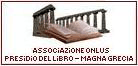 ASSOCIAZIONE ONLUS
PRESIDIO DEL LIBRO - MAGNA GRECIA